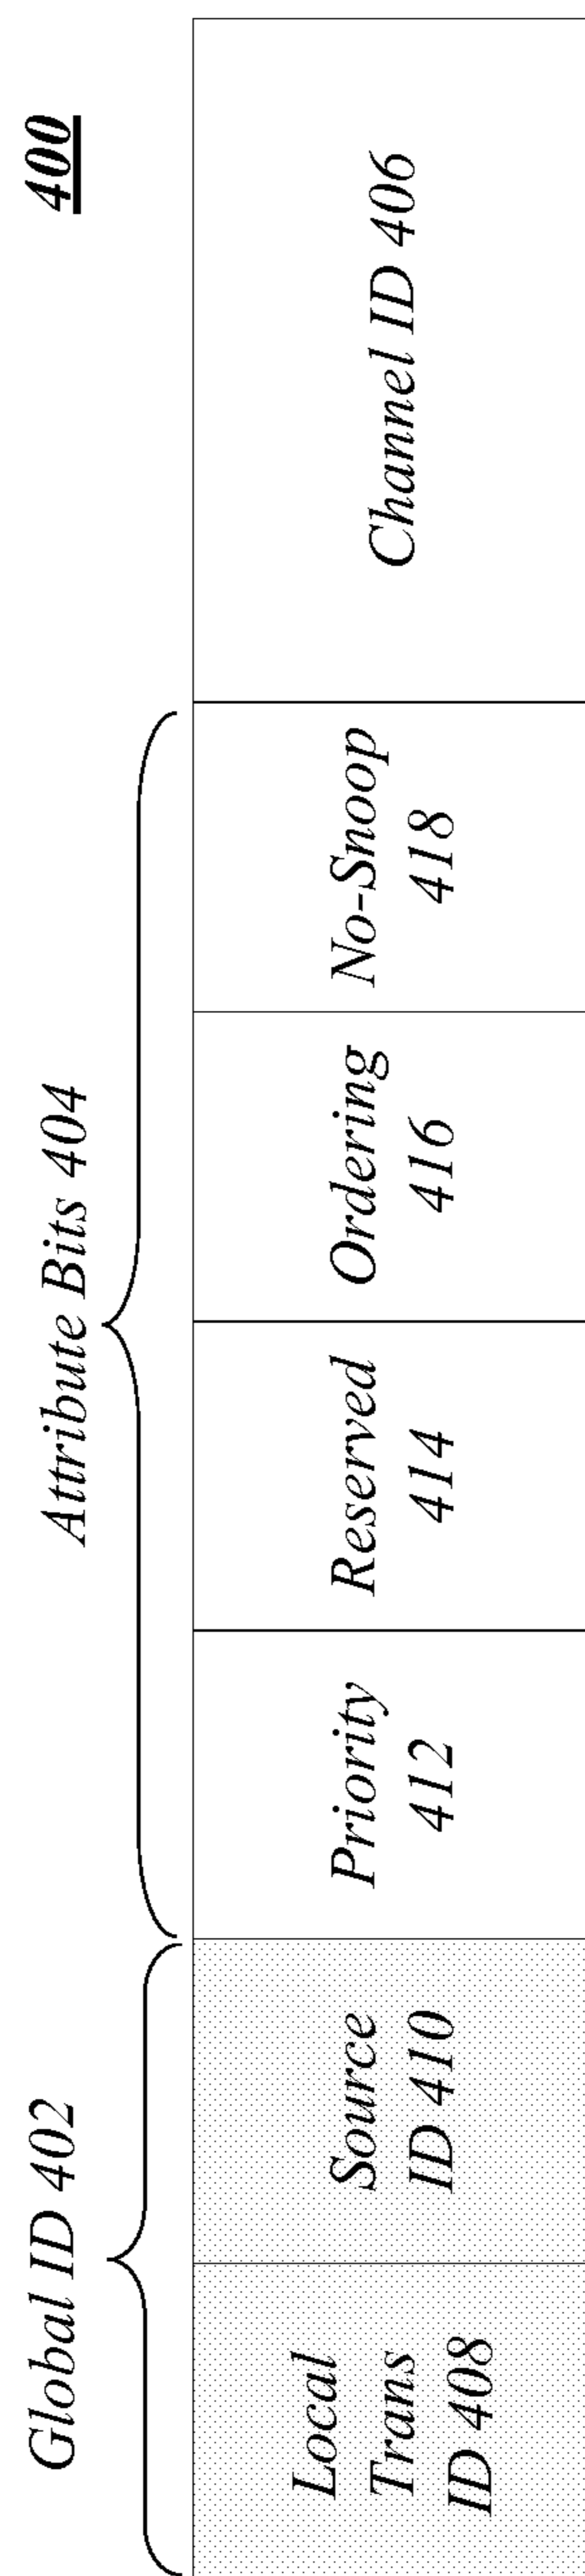 400
Global ID 402
Attribute Bits 404
Local
Trans
ID 408
Source
ID 410
Priority
412
Reserved
414
Ordering
416
No-Snoop
418
Channel ID 406